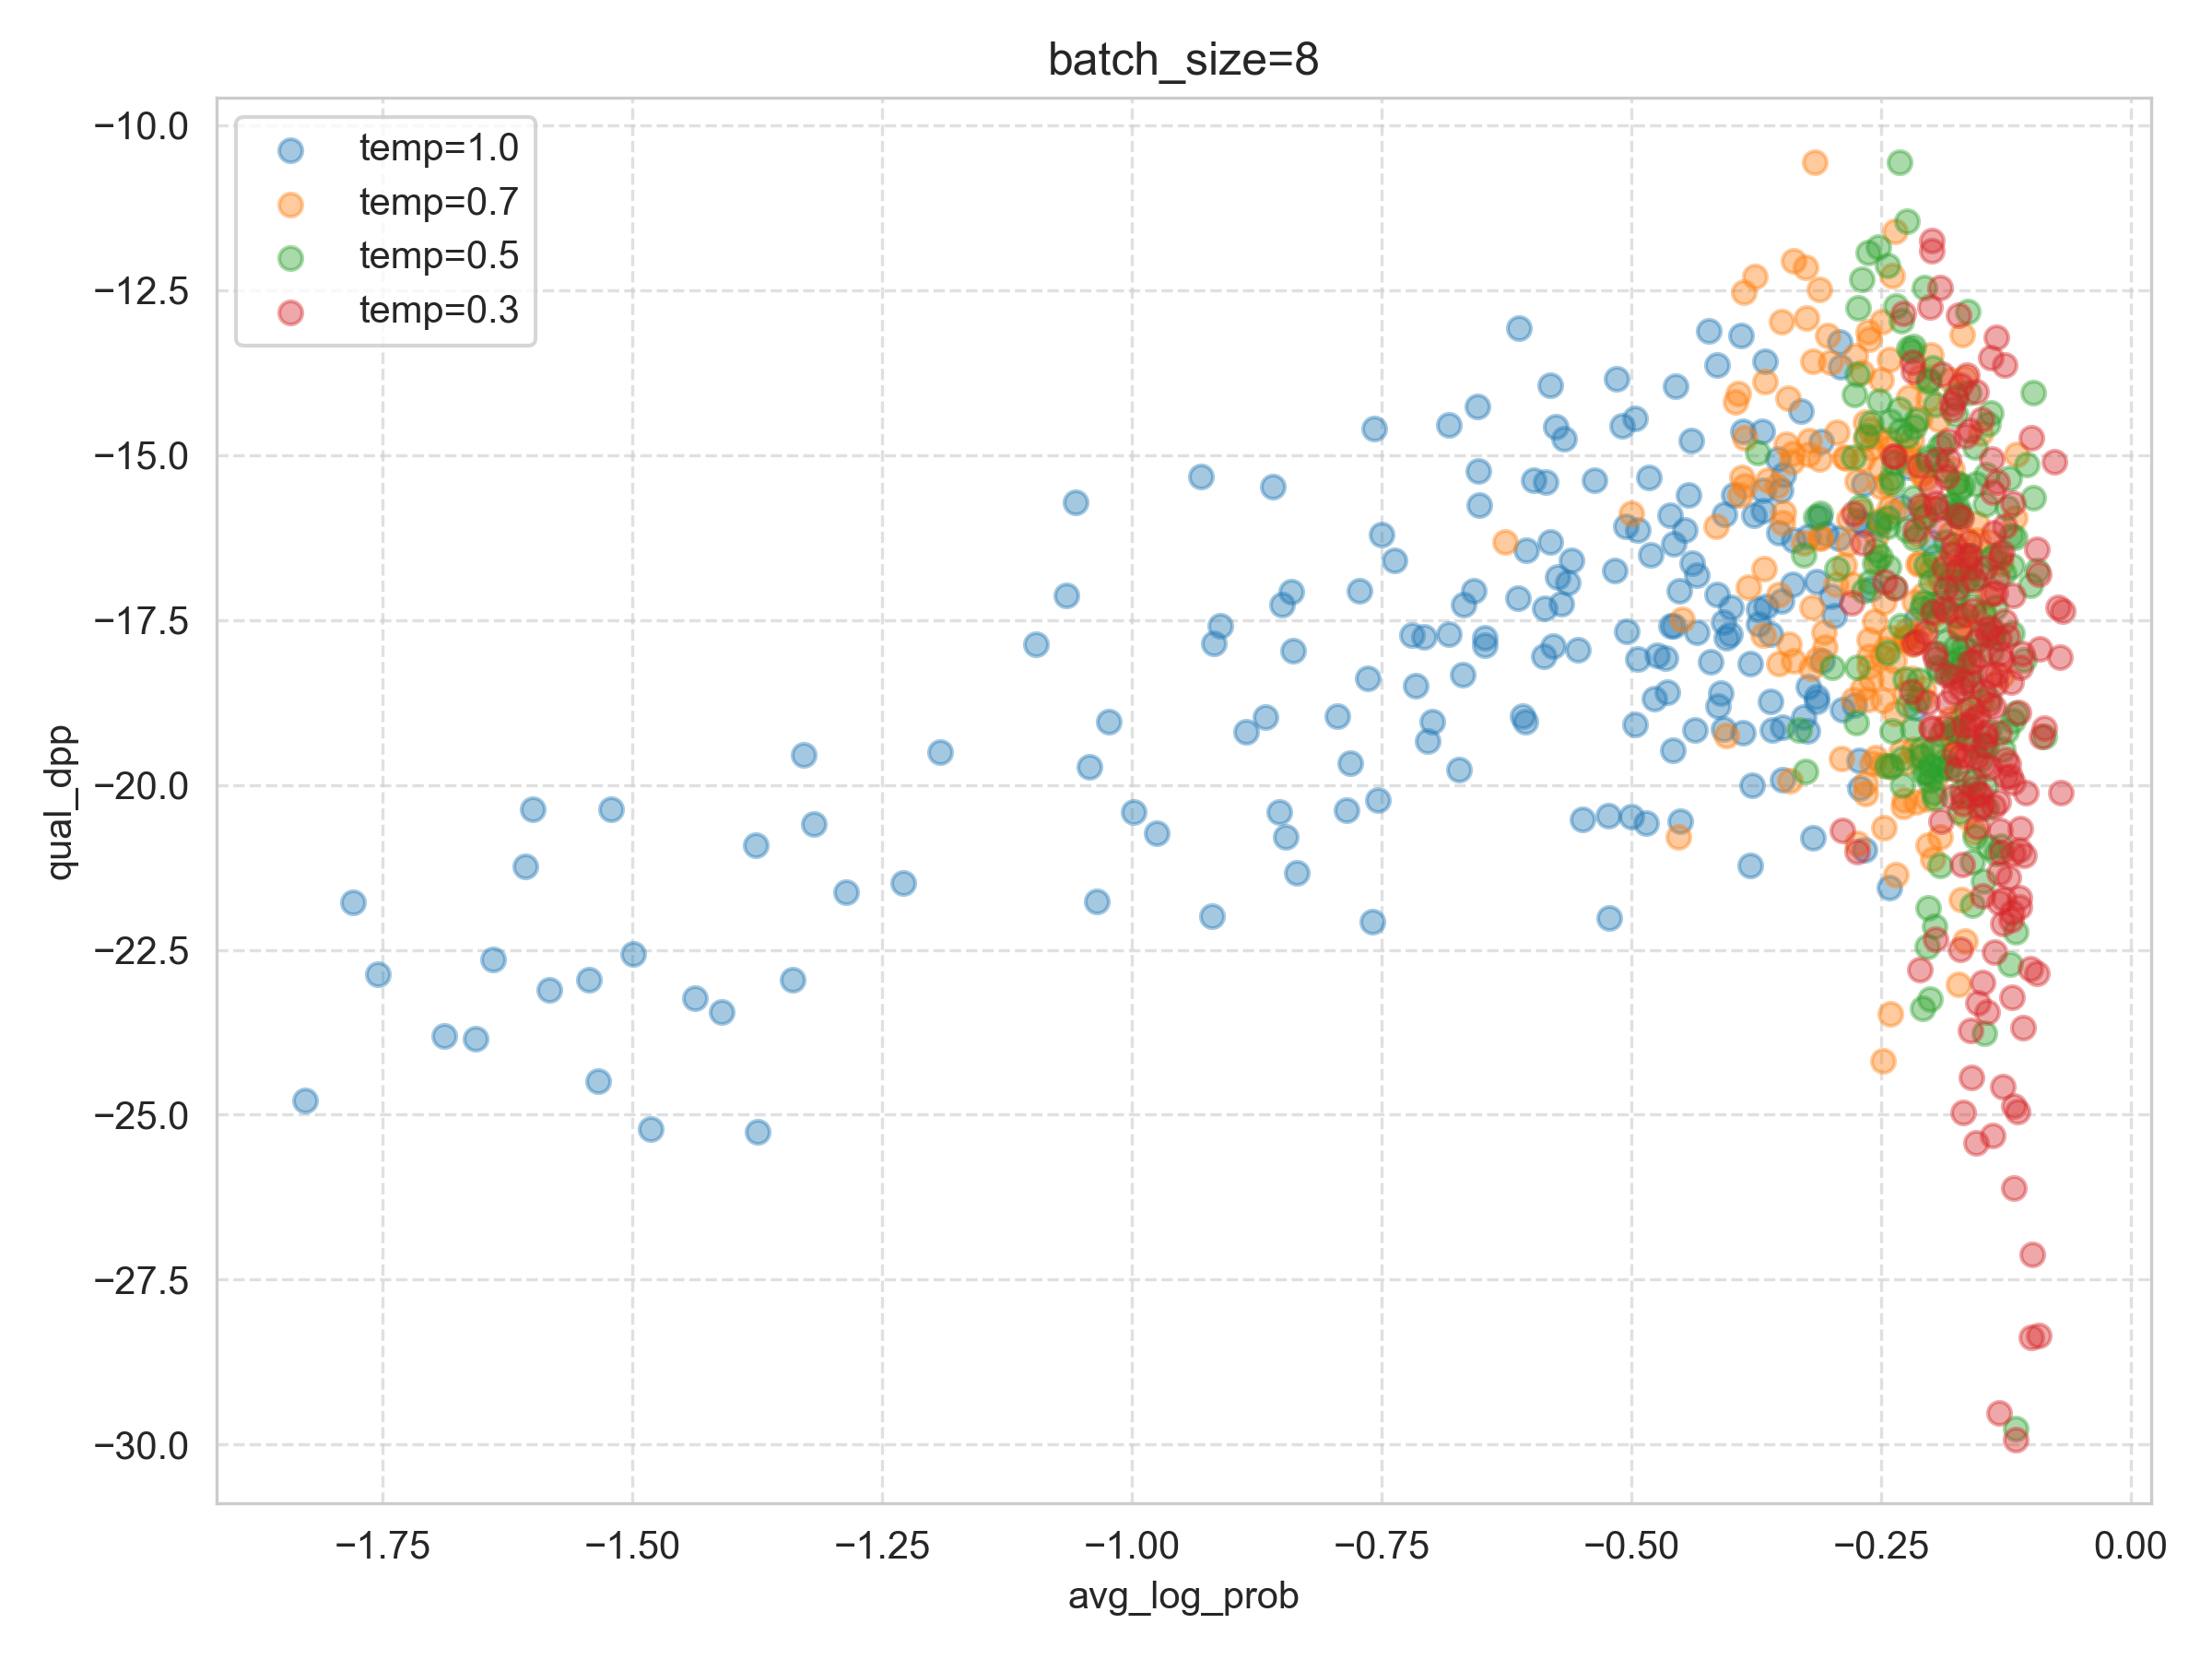 batch_size=8
temp=1.0
temp=0.7
temp=0.5
temp=0.3
qual_dpp
−10.0
−12.5
−15.0
−17.5
−20.0
−22.5
−25.0
−27.5
−30.0
−1.75 −1.50 −1.25 −1.00 −0.75 −0.50 −0.25 0.00
avg_log_prob